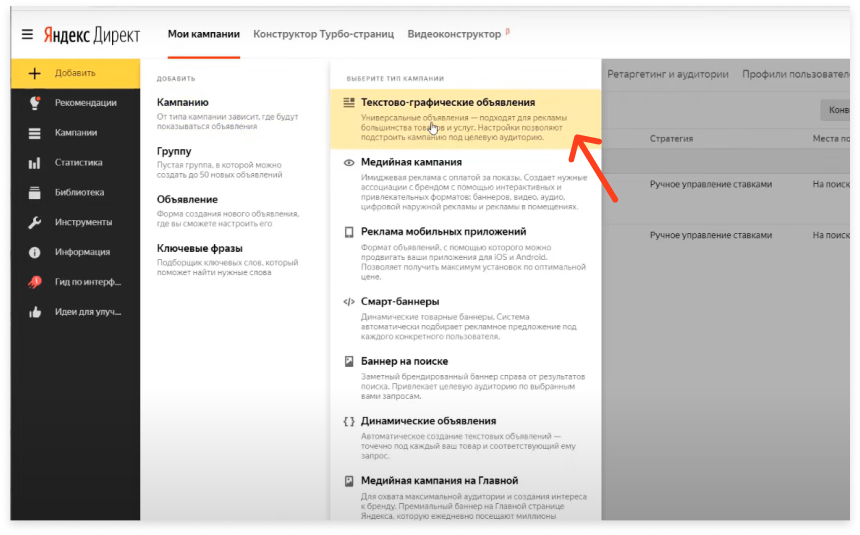 Яндекс Директ
Мои кампании
Конструктор Турбо-страниц
Видеоконструктор β
Добавить
Рекомендации
Кампании
Статистика
Библиотека
Инструменты
Информация
Гид по интерф...
Идеи для улуч...
ДОБАВИТЬ
Кампанию
От типа кампании зависит, где будут
показываться объявления
Группу
Пустая группа, в которой можно
создать до 50 новых объявлений
Объявление
Форма создания нового объявления,
где вы сможете настроить его
Ключевые фразы
Подборщик ключевых слов, который
поможет найти нужные слова
ВЫБЕРИТЕ ТИП КАМПАНИИ
Текстово-графические объявления
Универсальные объявления — подходят для рекламы
большинства товаров и услуг. Настройки позволяют
подстроить кампанию под целевую аудиторию.
Медийная кампания
Имиджевая реклама с оплатой за показы. Создает нужные
ассоциации с брендом с помощью интерактивных и
привлекательных форматов: баннеров, видео, аудио,
цифровой наружной рекламы и рекламы в помещениях.
Реклама мобильных приложений
Формат объявлений, с помощью которого можно
продвигать ваши приложения для iOS и Android.
Позволяет получить максимум установок по оптимальной
цене.
Смарт-баннеры
Динамические товарные баннеры. Система
автоматически подбирает рекламное предложение под
каждого конкретного пользователя.
Баннер на поиске
Заметный брендированный баннер справа от результатов
поиска. Привлекает целевую аудиторию по выбранным
вами запросам.
Динамические объявления
Автоматическое создание текстовых объявлений —
точечно под каждый ваш товар и соответствующий ему
запрос.
Медийная кампания на Главной
Для охвата максимальной аудитории и создания интереса
к бренду. Премиальный баннер на Главной странице
Яндекса, которую ежедневно посещают миллионы
Ретаргетинг и аудитории
Профили пользовател
Конв
Стратегия
Места по
Ручное управление ставками
На поиск
Ручное управление ставками
На поиск